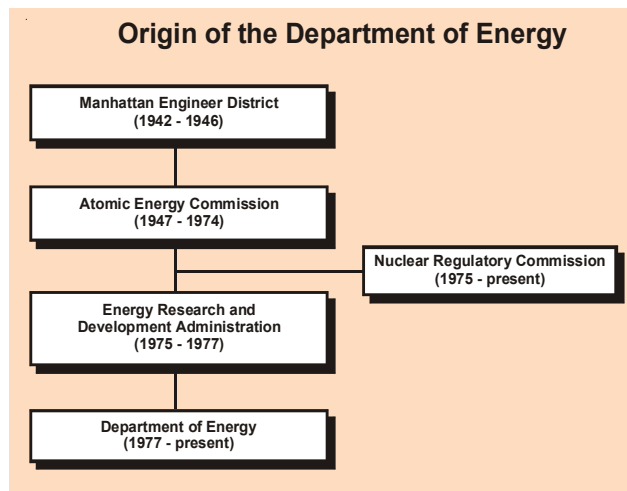 Origin of the Department of Energy
Manhattan Engineer District
(1942 - 1946)
Atomic Energy Commission
(1947 - 1974)
Nuclear Regulatory Commission
(1975 - present)
Energy Research and
Development Administration
(1975 - 1977)
Department of Energy
(1977 - present)